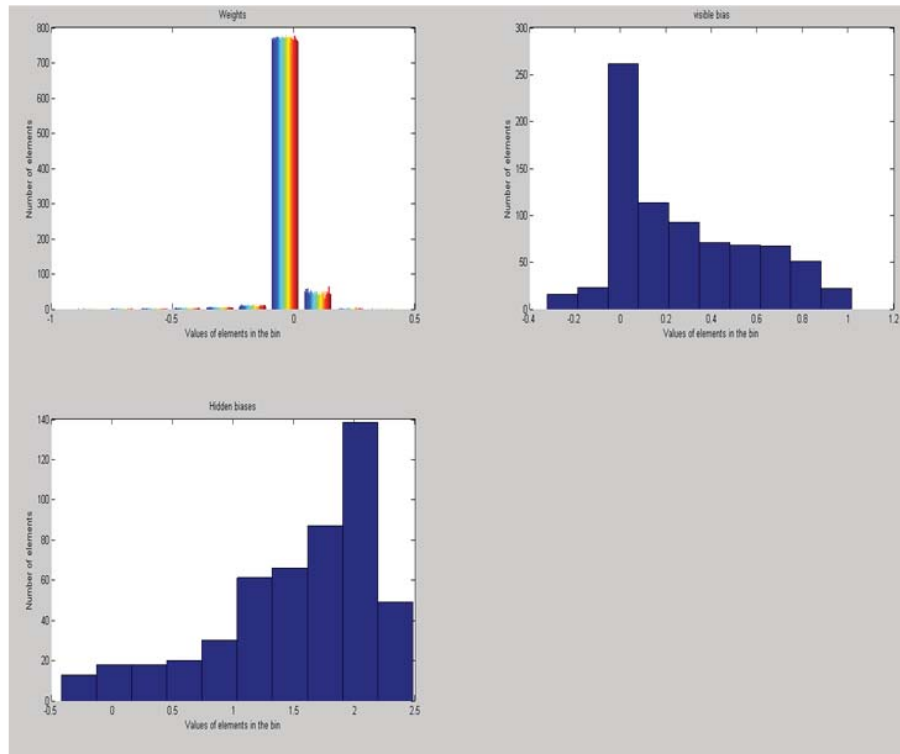 Weights
800
700
600
500
400
300
200
100
0
Number of elements
-1 -0.5 0 0.5
Values of elements in the bin
visible bias
300
250
200
150
100
50
0
Number of elements
-0.4 -0.2 0 0.2 0.4 0.6 0.8 1 1.2
Values of elements in the bin
Hidden biases
140
120
100
80
60
40
20
0
Number of elements
-0.5 0 0.5 1 1.5 2 2.5
Values of elements in the bin